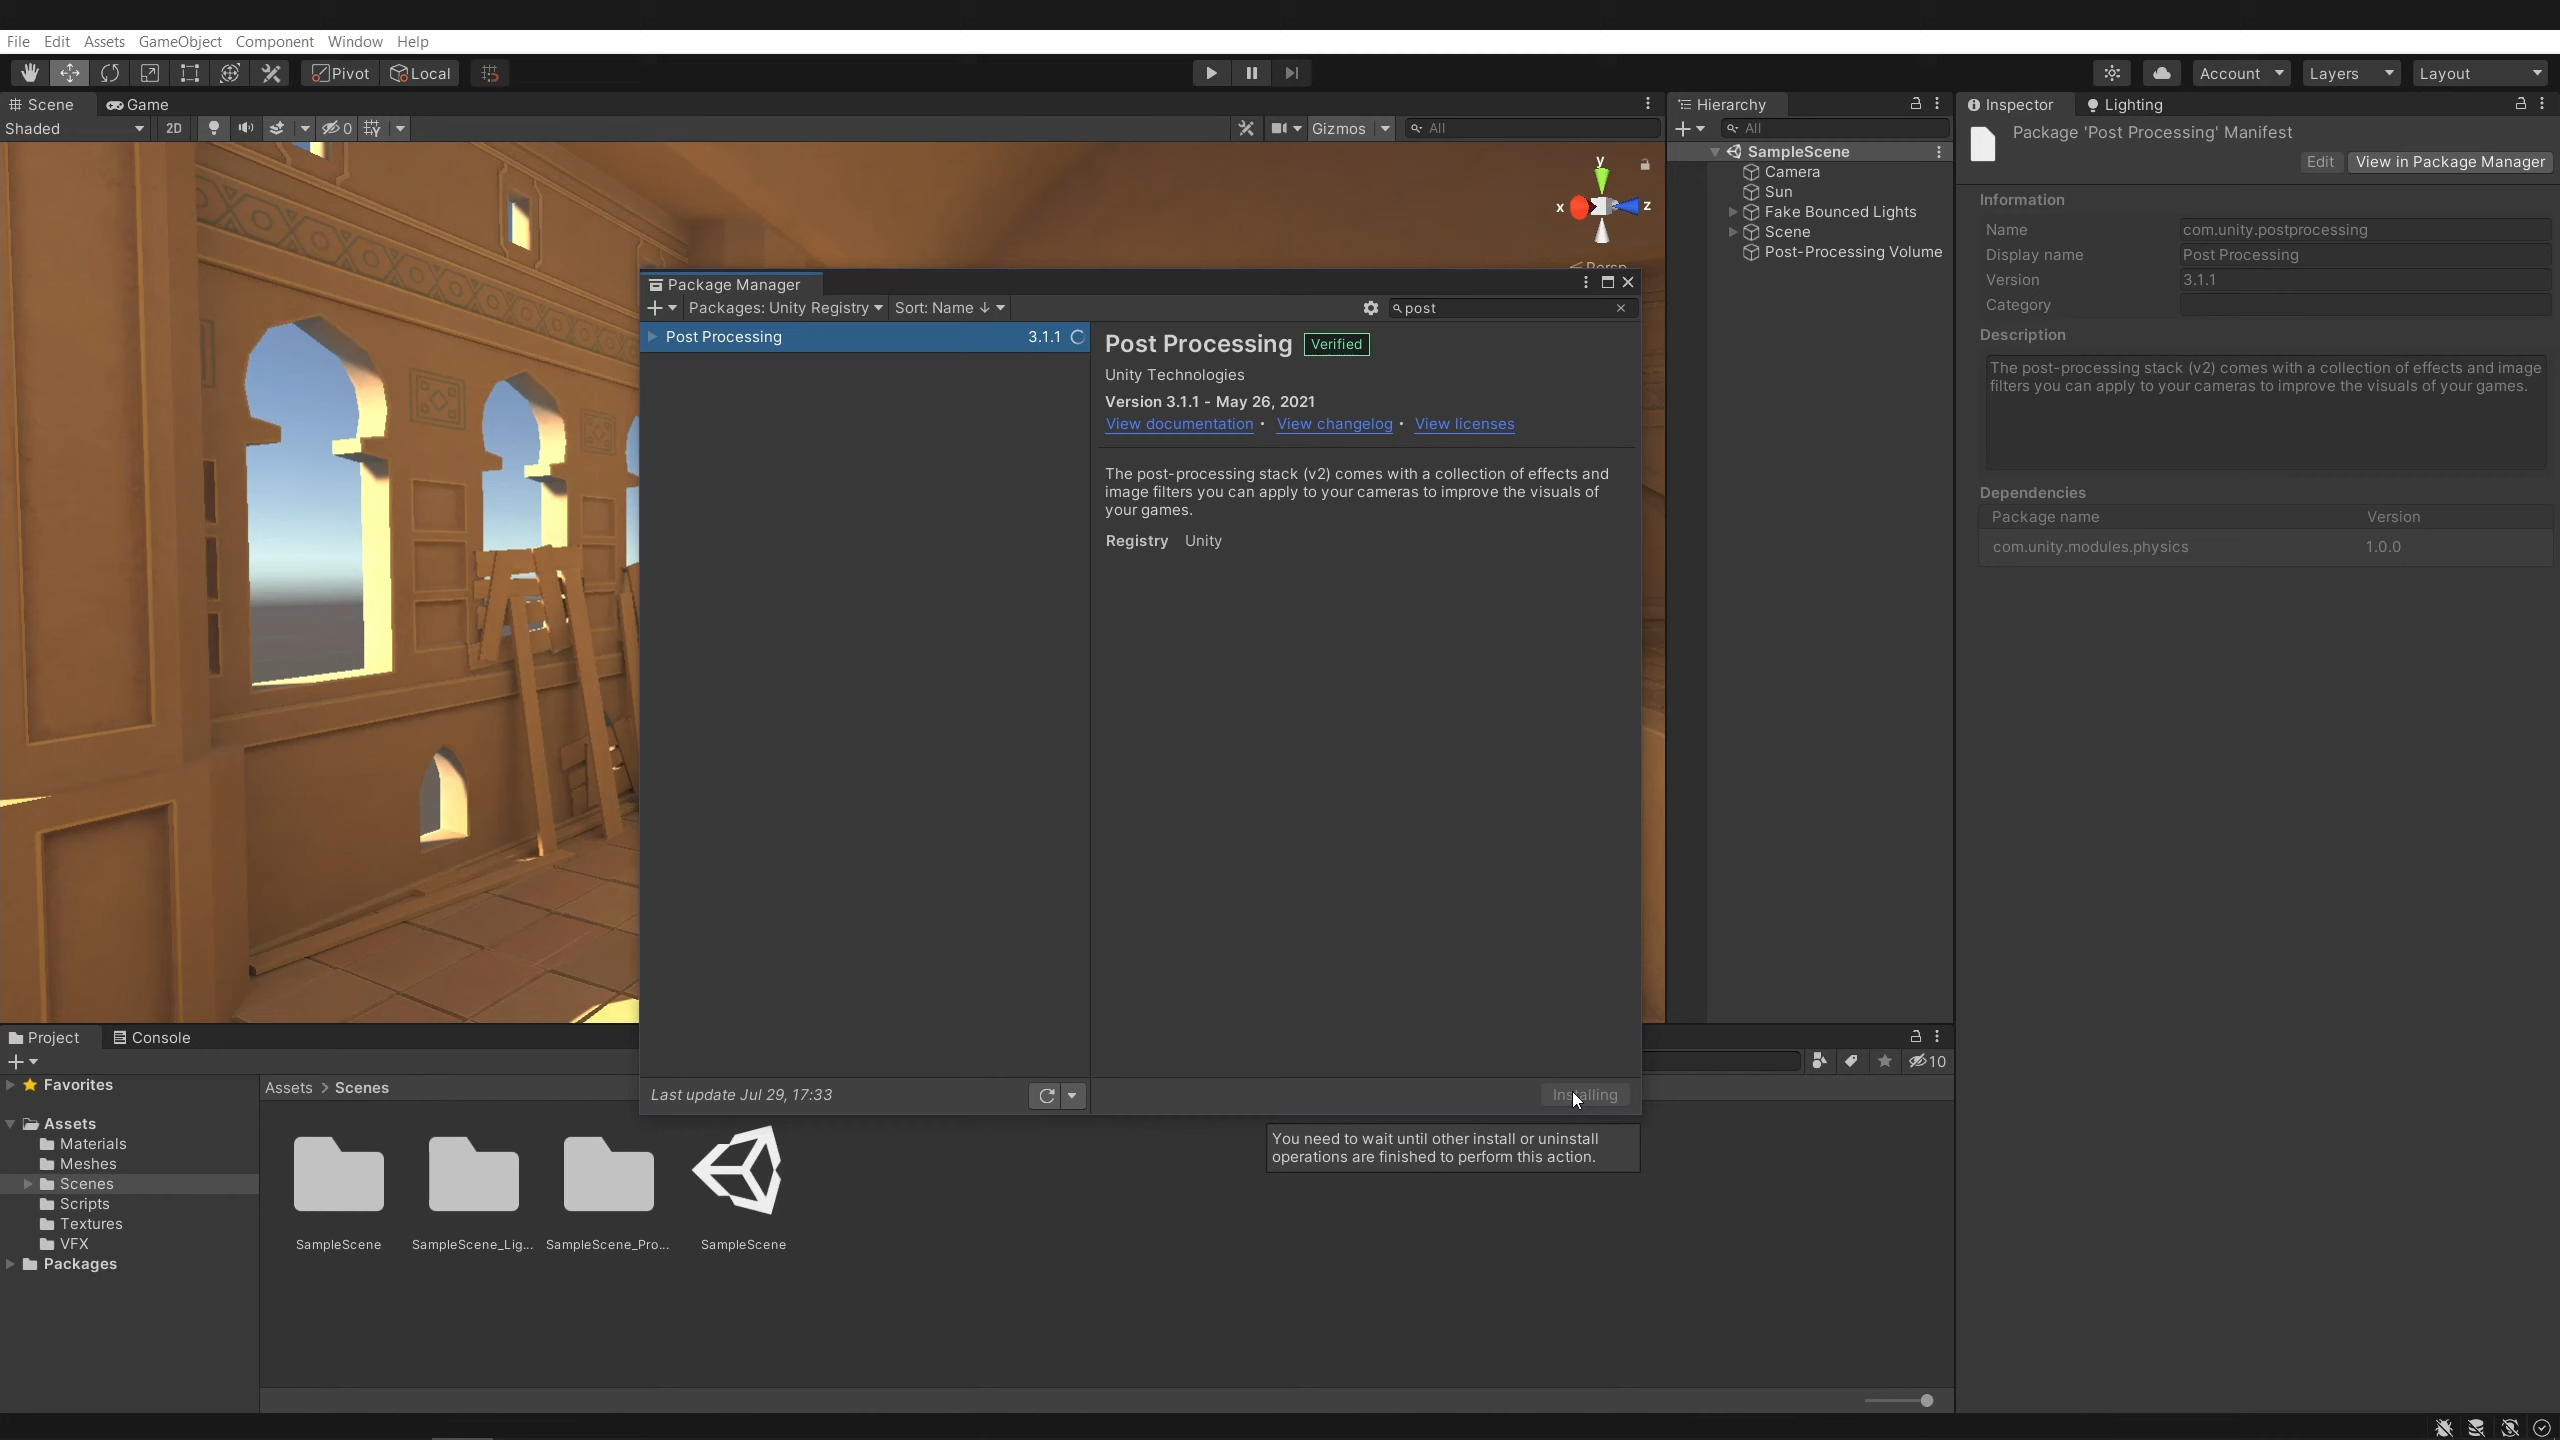 File Edit Assets GameObject Component Window Help
Pivot Local
Account Layers Layout
Scene Game
Shaded 2D 0 Gizmos All
Hierarchy
All
SampleScene
Camera
Sun
Fake Bounced Lights
Scene
Post-Processing Volume
y
x z
Persp
Inspector Lighting
Package 'Post Processing' Manifest
Edit View in Package Manager
Information
Name com.unity.postprocessing
Display name Post Processing
Version 3.1.1
Category
Description
The post-processing stack (v2) comes with a collection of effects and image
filters you can apply to your cameras to improve the visuals of your games.
Dependencies
Package name Version
com.unity.modules.physics 1.0.0
Package Manager
Packages: Unity Registry Sort: Name ↓ post
Post Processing 3.1.1
Post Processing Verified
Unity Technologies
Version 3.1.1 - May 26, 2021
View documentation • View changelog • View licenses
The post-processing stack (v2) comes with a collection of effects and
image filters you can apply to your cameras to improve the visuals of
your games.
Registry Unity
Last update Jul 29, 17:33
Installing
You need to wait until other install or uninstall
operations are finished to perform this action.
Project Console
10
Favorites
Assets
Materials
Meshes
Scenes
Scripts
Textures
VFX
Packages
Assets > Scenes
SampleScene SampleScene_Lig... SampleScene_Pro... SampleScene